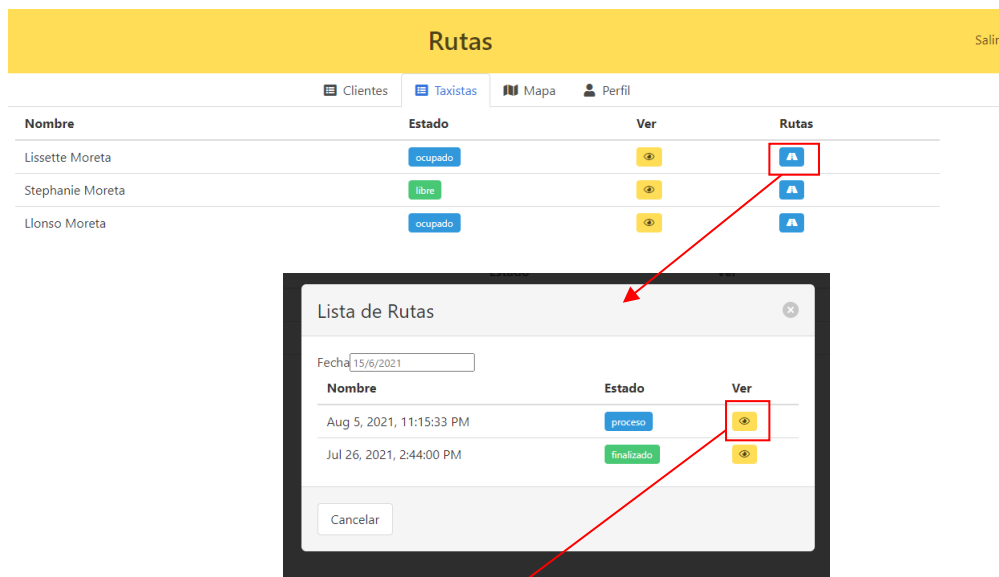 Rutas
Salir
Clientes Taxistas Mapa Perfil
Nombre Estado Ver Rutas
Lissette Moreta ocupado
Stephanie Moreta libre
Llonso Moreta ocupado
Lista de Rutas
Fecha 15/6/2021
Nombre Estado Ver
Aug 5, 2021, 11:15:33 PM proceso
Jul 26, 2021, 2:44:00 PM finalizado
Cancelar